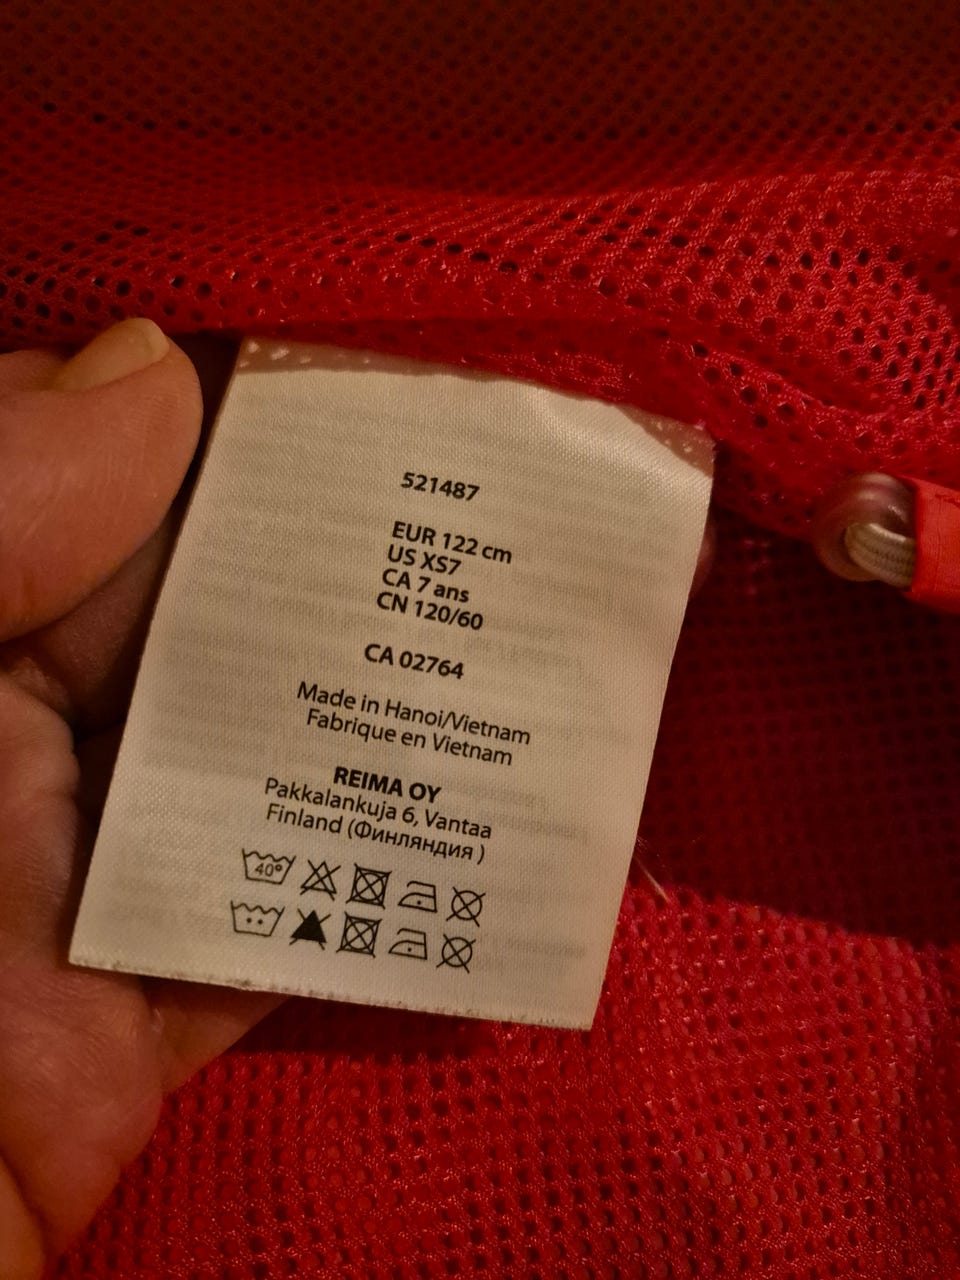 521487
EUR 122 cm
US XS7
CA 7 ans
CN 120/60
CA 02764
Made in Hanoi/Vietnam
Fabrique en Vietnam
REIMA OY
Pakkalankuja 6, Vantaa
Finland (Финляндия )
40°